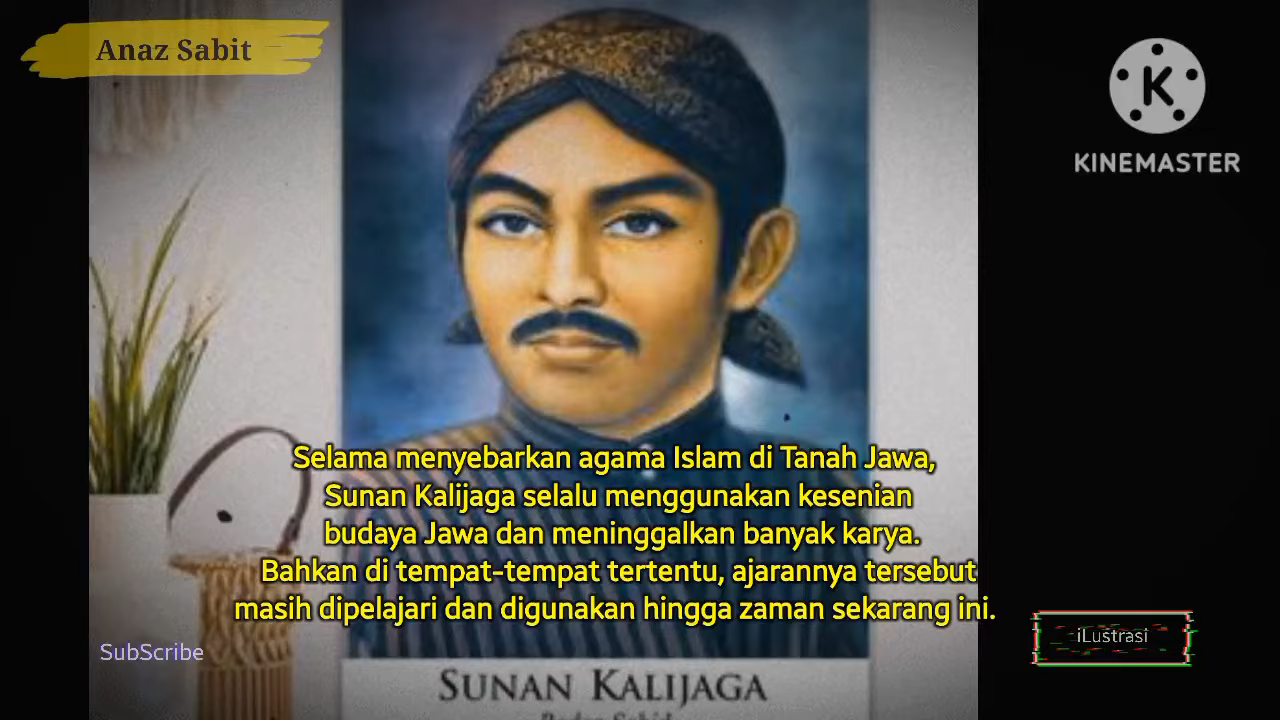 Anaz Sabit
KINEMASTER
Selama menyebarkan agama Islam di Tanah Jawa,
Sunan Kalijaga selalu menggunakan kesenian
budaya Jawa dan meninggalkan banyak karya.
Bahkan di tempat-tempat tertentu, ajarannya tersebut
masih dipelajari dan digunakan hingga zaman sekarang ini.
iLustrasi
SubScribe
SUNAN KALIJAGA